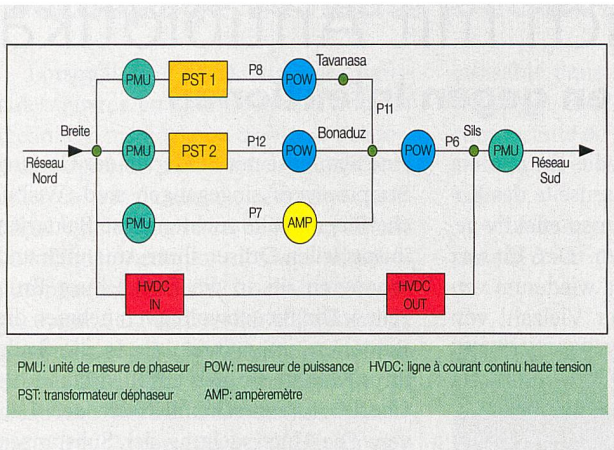 PMU
PST 1
P8
POW
Tavanasa
P11
Breite
PMU
PST 2
P12
POW
Bonaduz
POW
P6
Sils
PMU
Réseau
Nord
Réseau
Sud
PMU
P7
AMP
HVDC
IN
HVDC
OUT
PMU: unité de mesure de phaseur POW: mesureur de puissance HVDC: ligne à courant continu haute tension
PST: transformateur déphaseur AMP: ampèremètre